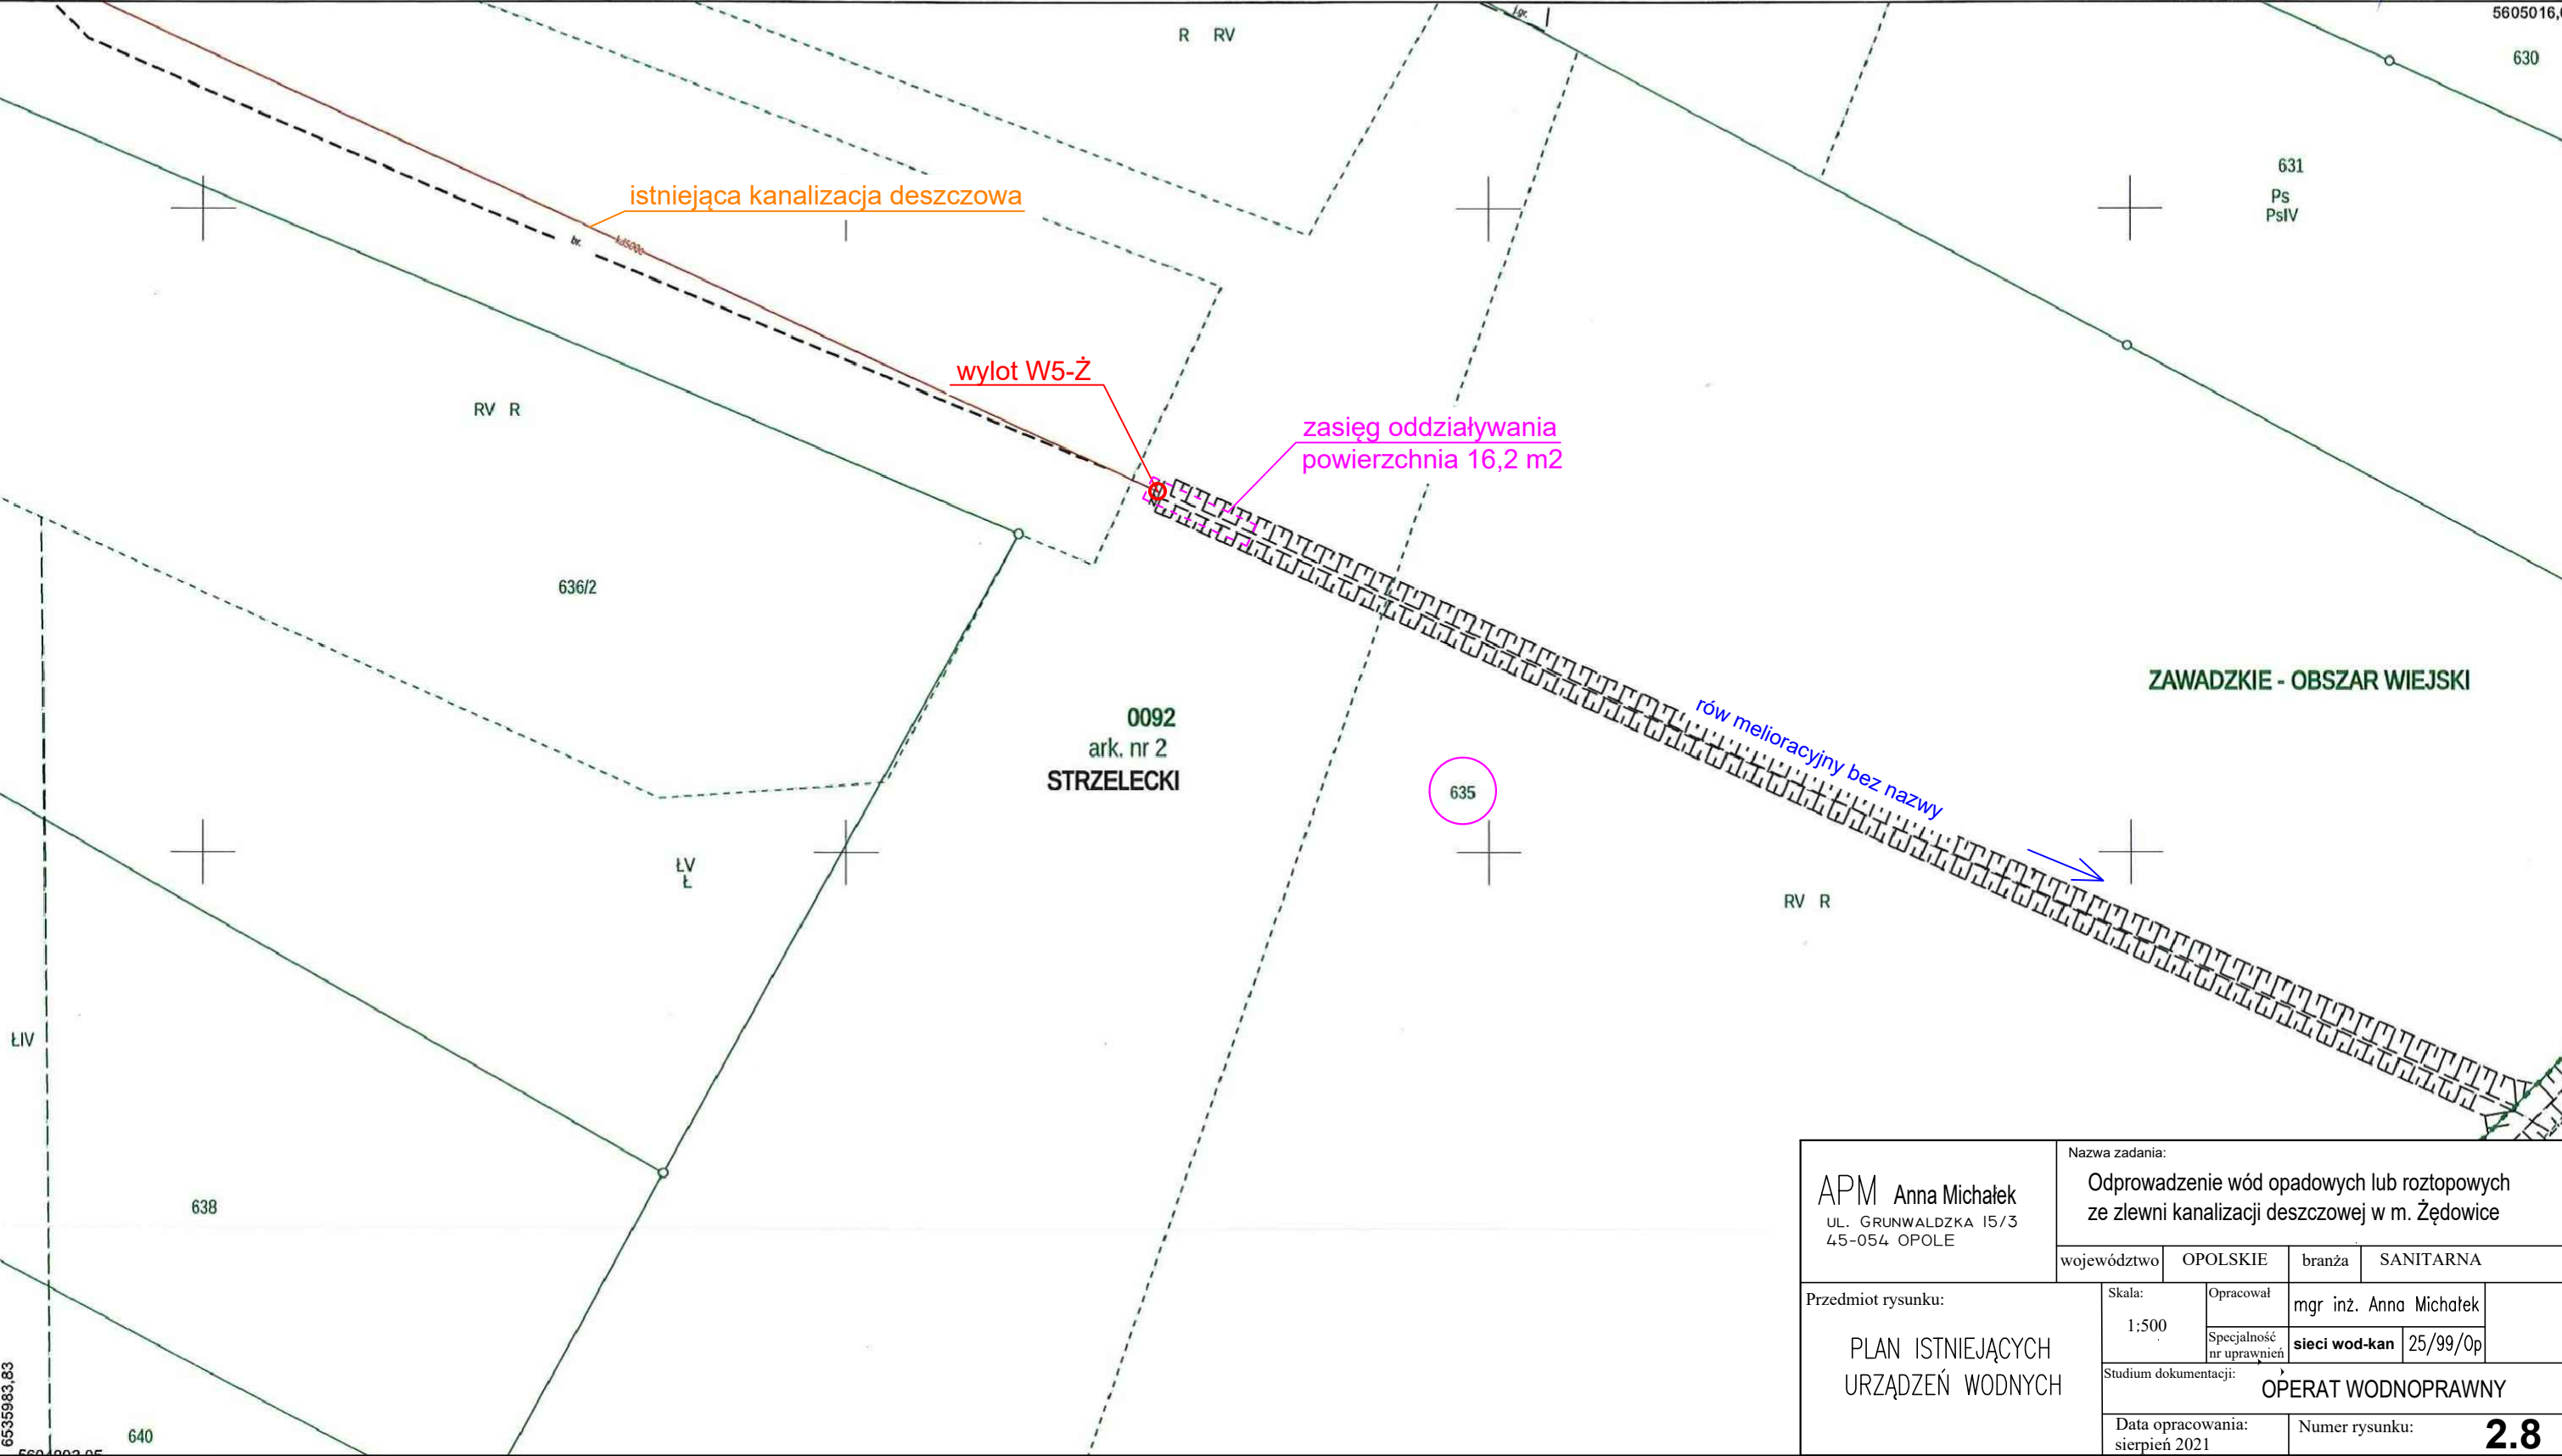 R RV
5605016,
630
631
Ps
PsIV
istniejąca kanalizacja deszczowa
br.
kd500
wylot W5-Ż
RV R
zasięg oddziaływania
powierzchnia 16,2 m2
636/2
0092
ark. nr 2
STRZELECKI
635
rów melioracyjny bez nazwy
ZAWADZKIE - OBSZAR WIEJSKI
ŁV
Ł
RV R
ŁIV
638
640
6535983,83
APM Anna Michałek
UL. GRUNWALDZKA 15/3
45-054 OPOLE
Nazwa zadania:
Odprowadzenie wód opadowych lub roztopowych
ze zlewni kanalizacji deszczowej w m. Żędowice
województwo OPOLSKIE branża SANITARNA
Przedmiot rysunku:
PLAN ISTNIEJĄCYCH
URZĄDZEŃ WODNYCH
Skala:
1:500
Opracował
mgr inż. Anna Michałek
Specjalność
nr uprawnień
sieci wod-kan 25/99/Op
Studium dokumentacji:
OPERAT WODNOPRAWNY
Data opracowania:
sierpień 2021
Numer rysunku:
2.8